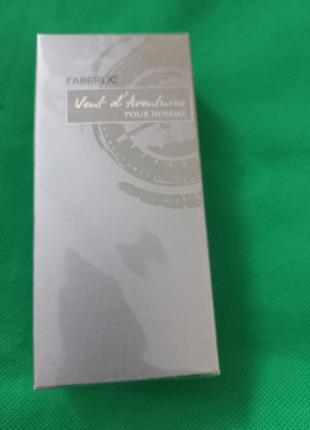 FABERLIC
Vent d'Aventures
POUR HOMME